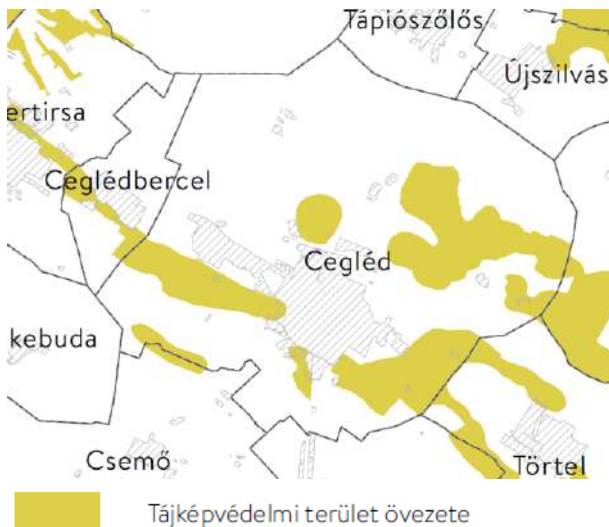 Tápiószőlős
Újszilvás
ertirsa
Ceglédbercel
Cegléd
kebuda
Csemő
Törtel
Tájképvédelmi terület övezete